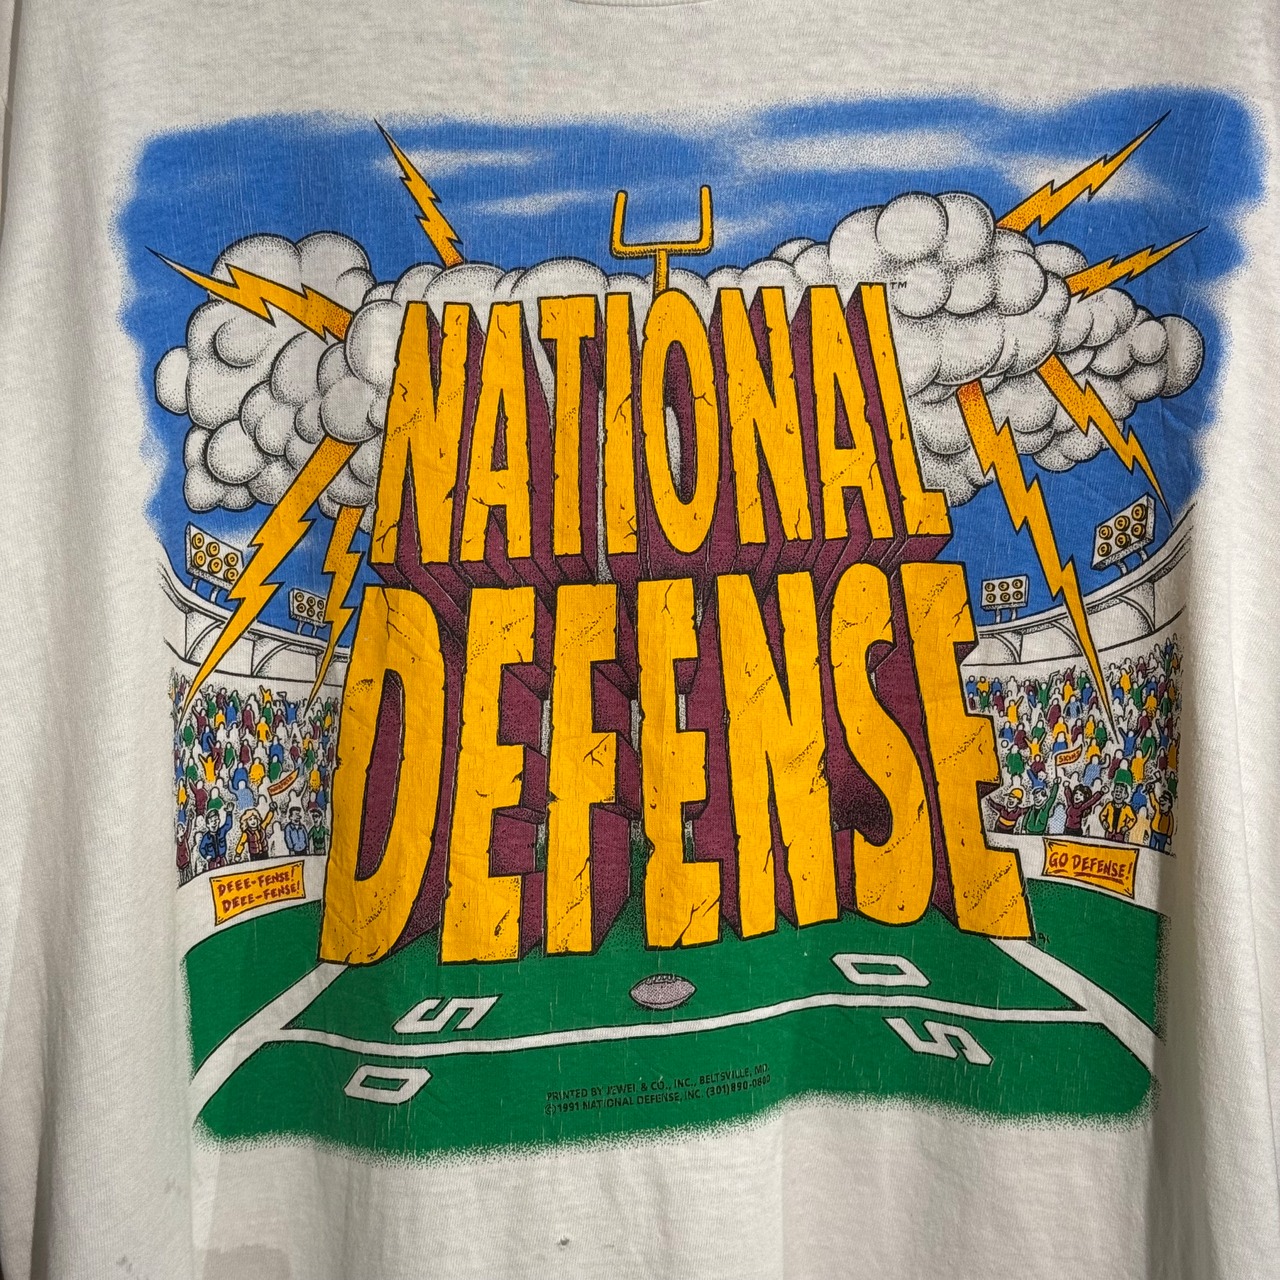 NATIONAL™
DEFENSE
DEEE-FENSE!
DEEE-FENSE!
GO DEFENSE!
50
50
PRINTED BY JEWEL & CO., INC., BELTSVILLE, MD.
©1991 NATIONAL DEFENSE, INC. (301) 890-0800